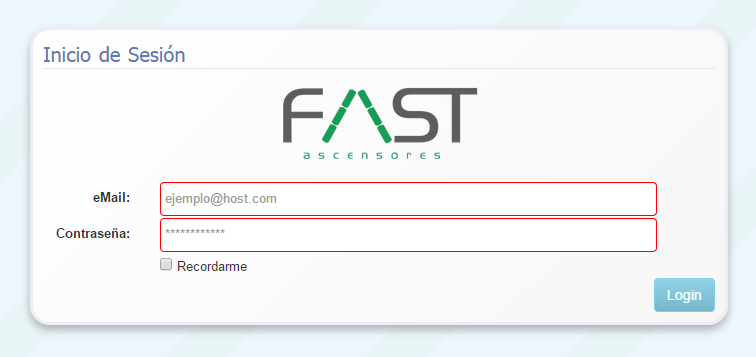 Inicio de Sesión
FAST
ascensores
eMail:
ejemplo@host.com
Contraseña:
************
Recordarme
Login